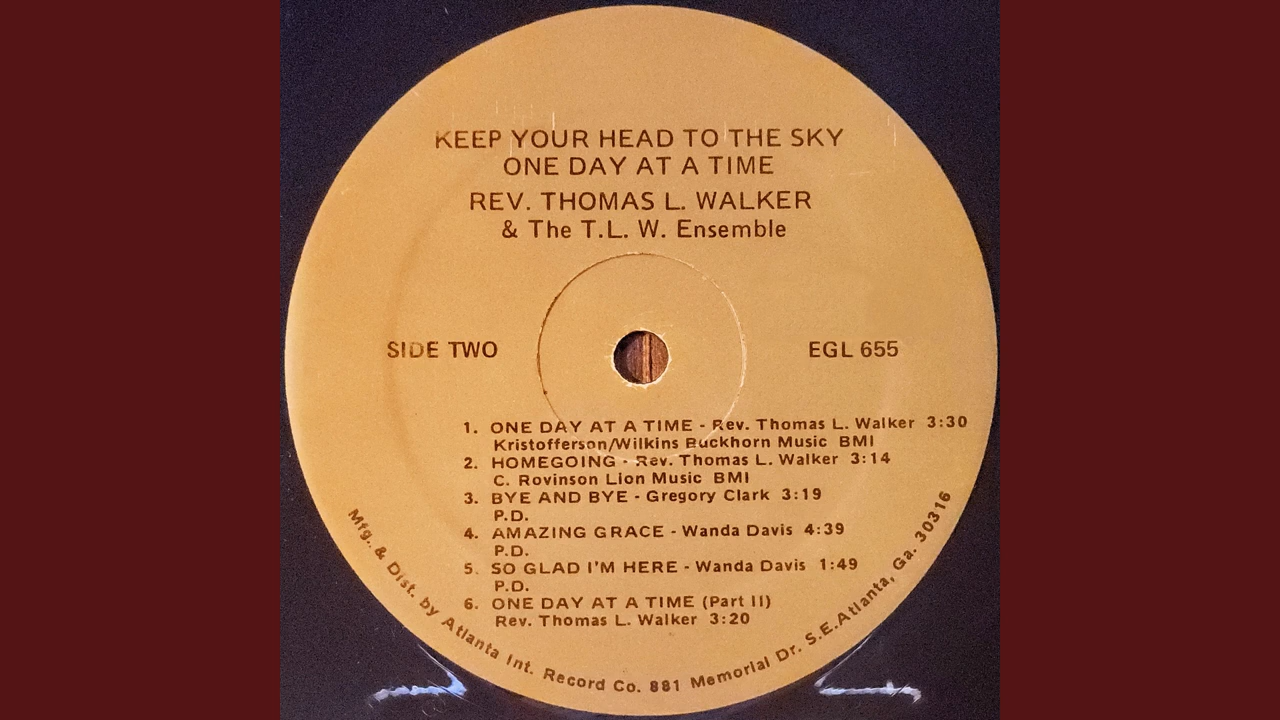 KEEP YOUR HEAD TO THE SKY
ONE DAY AT A TIME
REV. THOMAS L. WALKER
& The T.L. W. Ensemble
SIDE TWO
EGL 655
1. ONE DAY AT A TIME - Rev. Thomas L. Walker 3:30
Kristofferson/Wilkins Buckhorn Music BMI
2. HOMEGOING - Rev. Thomas L. Walker 3:14
C. Rovinson Lion Music BMI
3. BYE AND BYE - Gregory Clark 3:19
P.D.
4. AMAZING GRACE - Wanda Davis 4:39
P.D.
5. SO GLAD I'M HERE - Wanda Davis 1:49
P.D.
6. ONE DAY AT A TIME (Part II)
Rev. Thomas L. Walker 3:20
Mfg. & Dist. by Atlanta Int. Record Co. 881 Memorial Dr. S.E. Atlanta, Ga. 30316